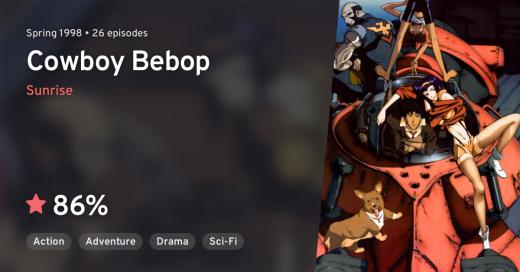 Spring 1998 • 26 episodes
Cowboy Bebop
Sunrise
86%
Action Adventure Drama Sci-Fi